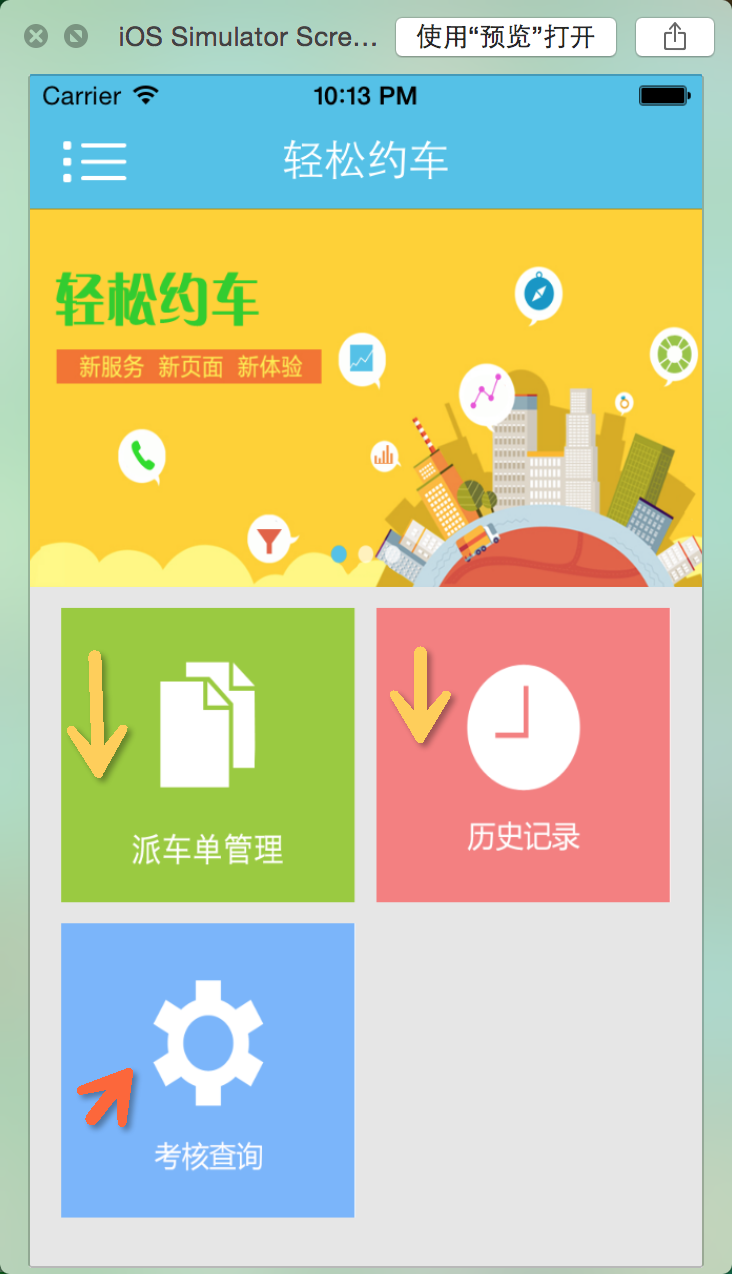 iOS Simulator Scre... 使用“预览”打开
Carrier 10:13 PM
轻松约车
轻松约车
新服务 新页面 新体验
派车单管理
历史记录
考核查询